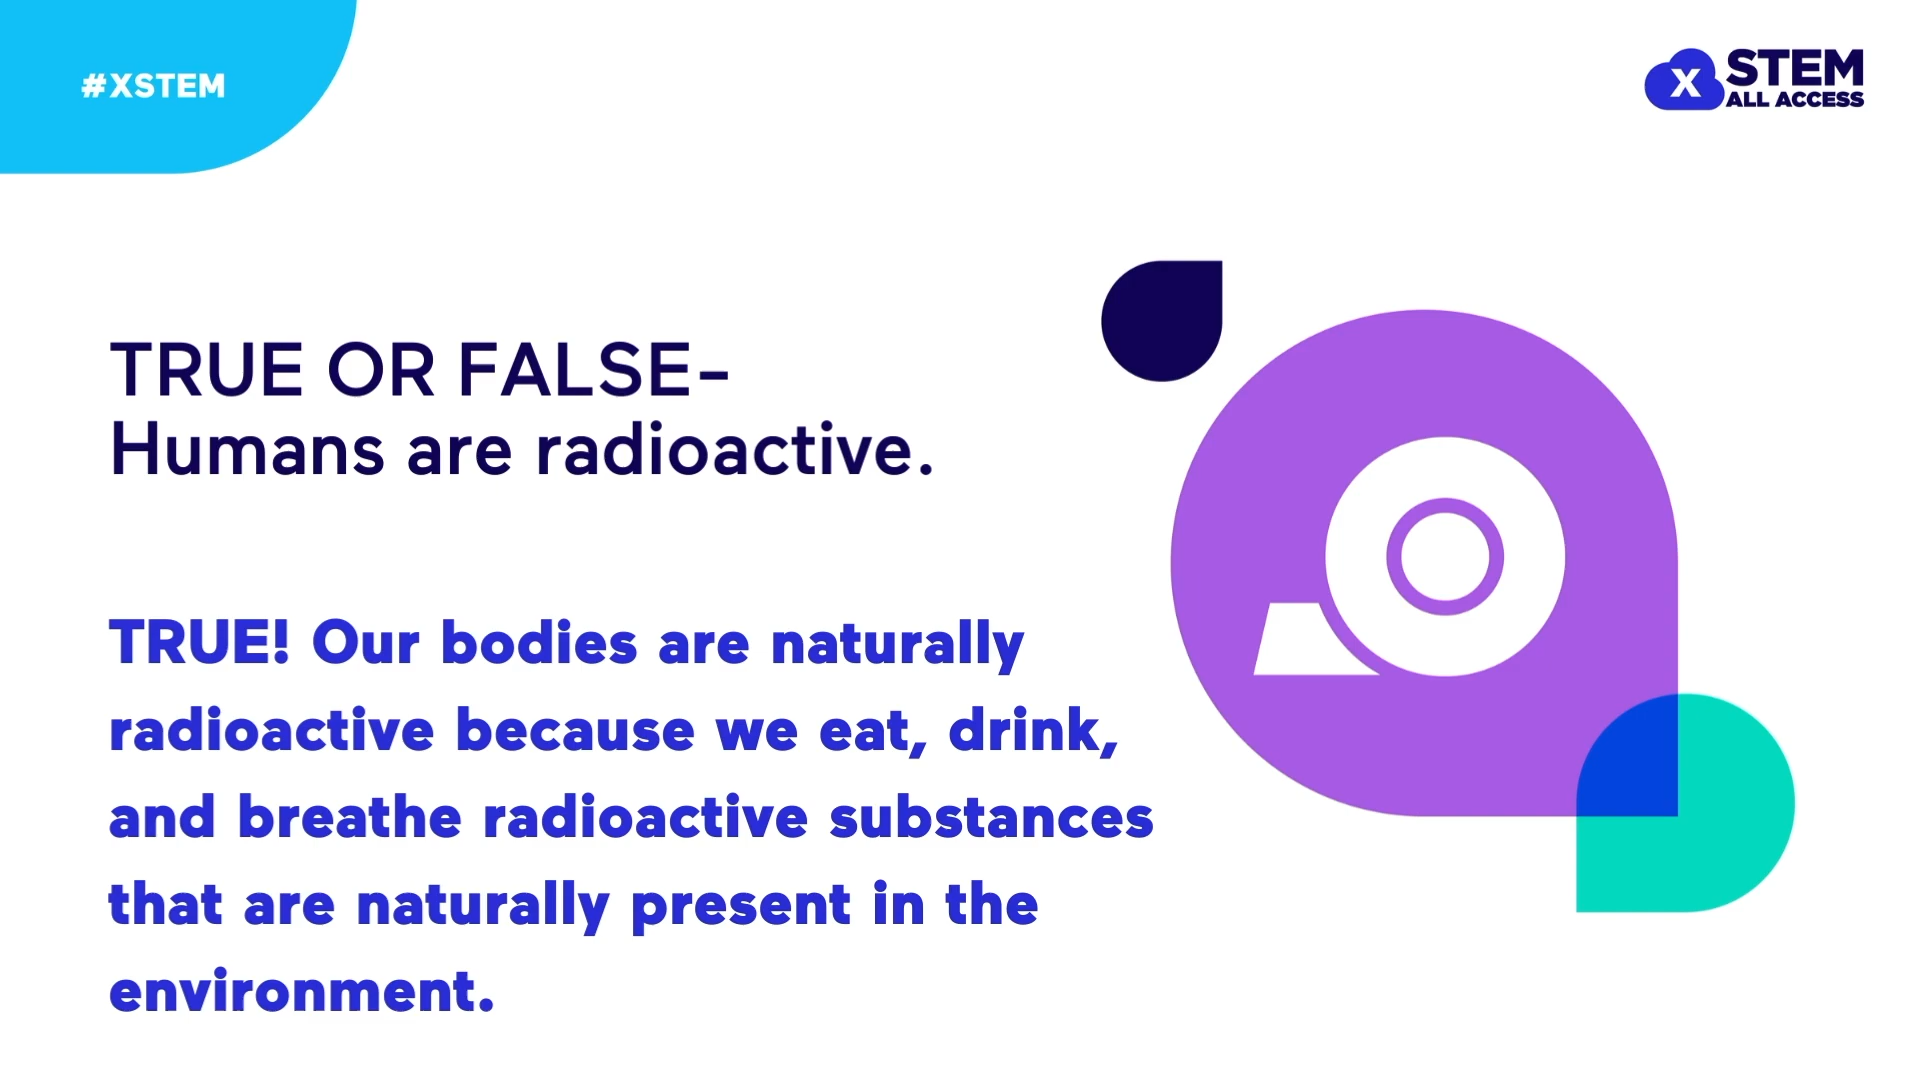 #XSTEM
X STEM
ALL ACCESS
TRUE OR FALSE-
Humans are radioactive.
TRUE! Our bodies are naturally
radioactive because we eat, drink,
and breathe radioactive substances
that are naturally present in the
environment.